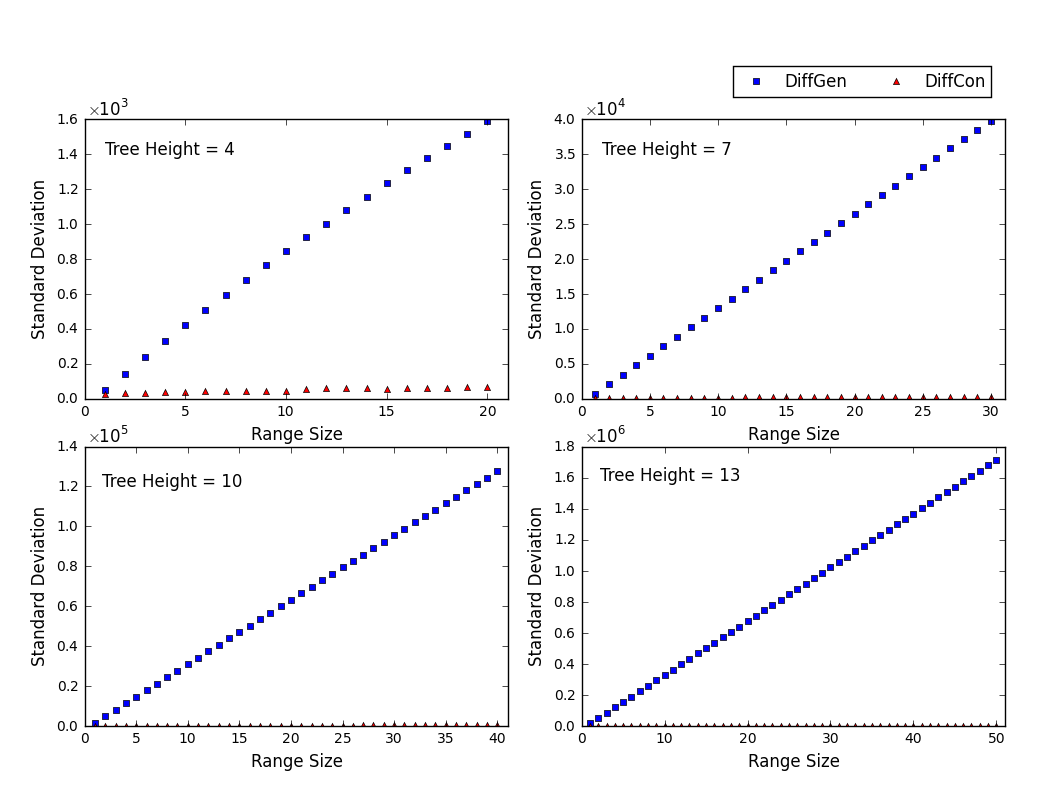 DiffGen DiffCon
×10³
1.6
1.4
1.2
1.0
0.8
0.6
0.4
0.2
0.0
0 5 10 15 20
Tree Height = 4
Standard Deviation
Range Size
×10⁴
4.0
3.5
3.0
2.5
2.0
1.5
1.0
0.5
0.0
0 5 10 15 20 25 30
Tree Height = 7
Standard Deviation
Range Size
×10⁵
1.4
1.2
1.0
0.8
0.6
0.4
0.2
0.0
0 5 10 15 20 25 30 35 40
Tree Height = 10
Standard Deviation
Range Size
×10⁶
1.8
1.6
1.4
1.2
1.0
0.8
0.6
0.4
0.2
0.0
0 10 20 30 40 50
Tree Height = 13
Standard Deviation
Range Size